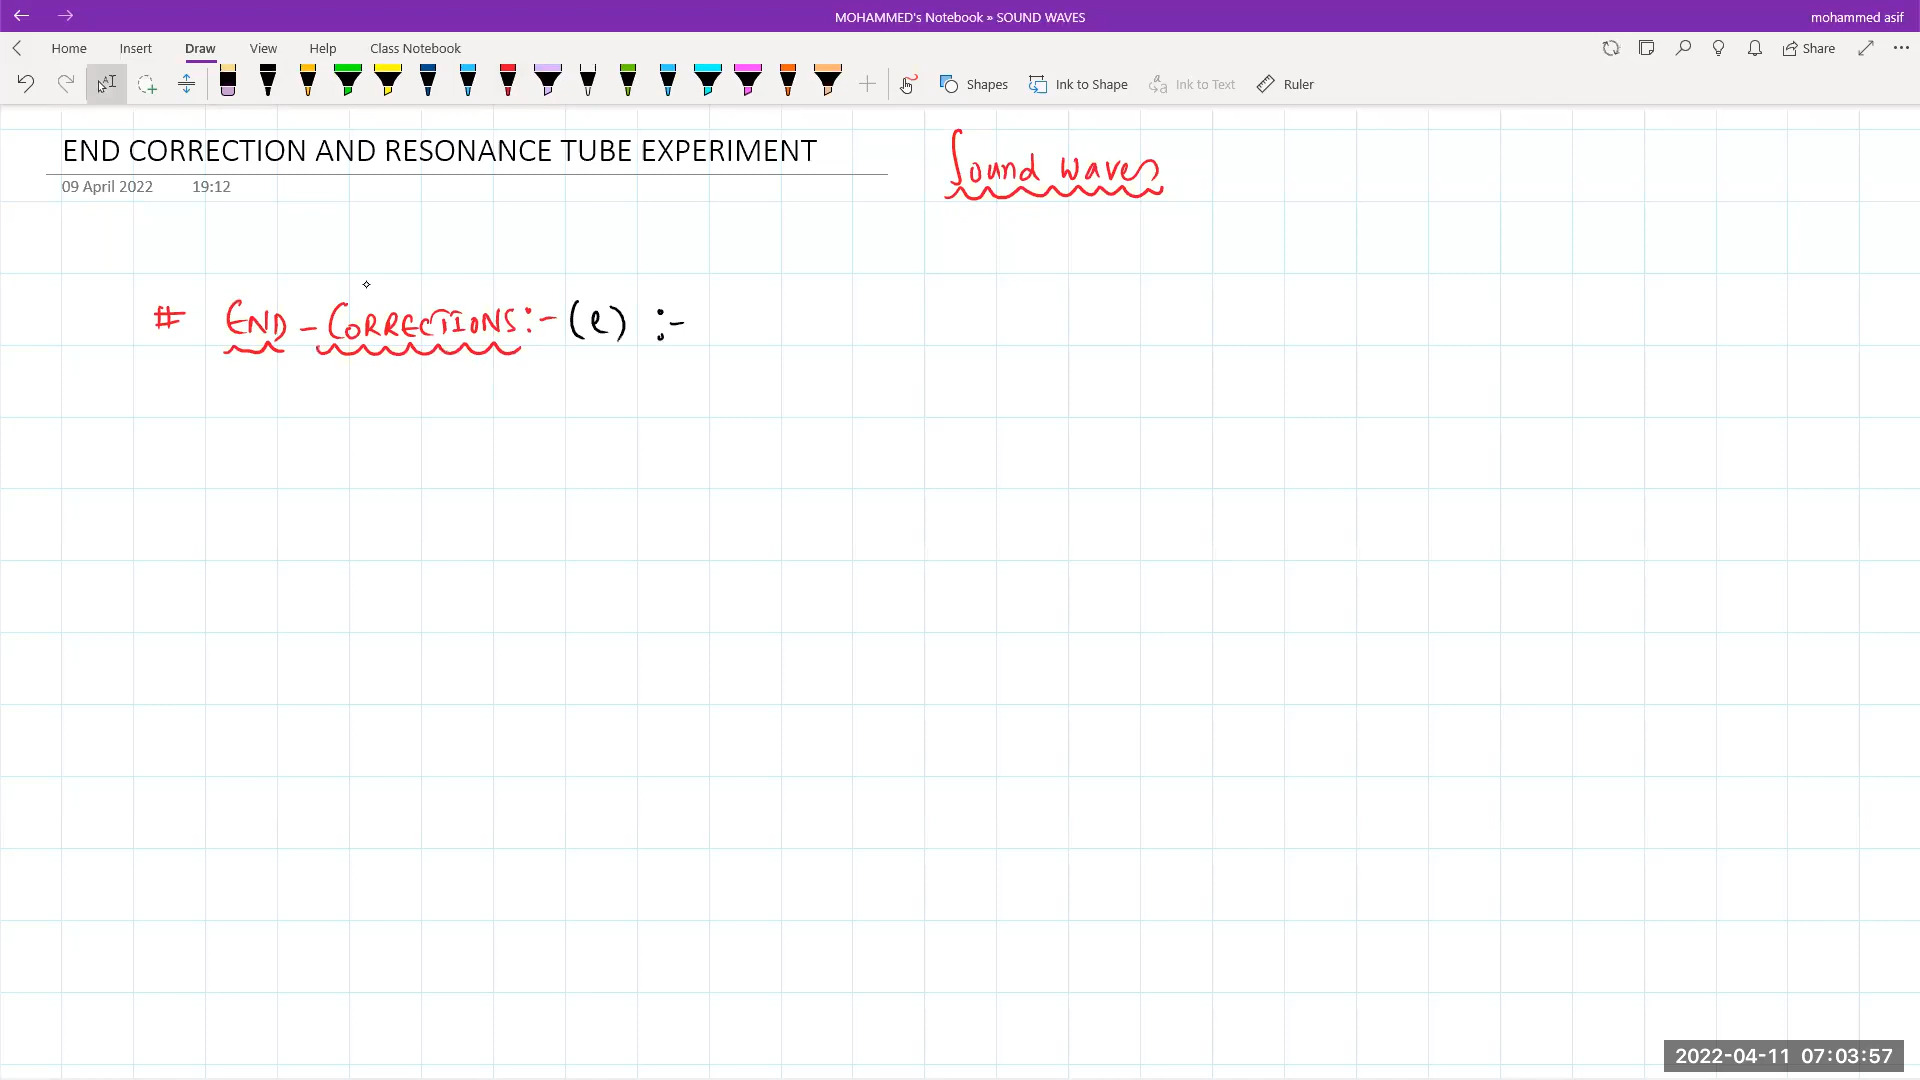 MOHAMMED's Notebook » SOUND WAVES
mohammed asif
Home Insert Draw View Help Class Notebook
Share
Shapes Ink to Shape Ink to Text Ruler
END CORRECTION AND RESONANCE TUBE EXPERIMENT
Sound Waves
09 April 2022 19:12
# END - CORRECTIONS :- (e) :-
2022-04-11 07:03:57